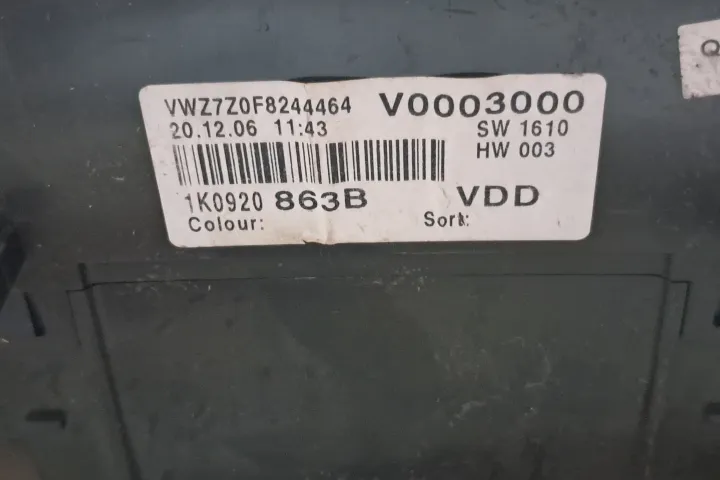 VWZ7Z0F8244464 V0003000
20.12.06 11:43 SW 1610
HW 003
1K0920 863B VDD
Colour: Sort:
Q